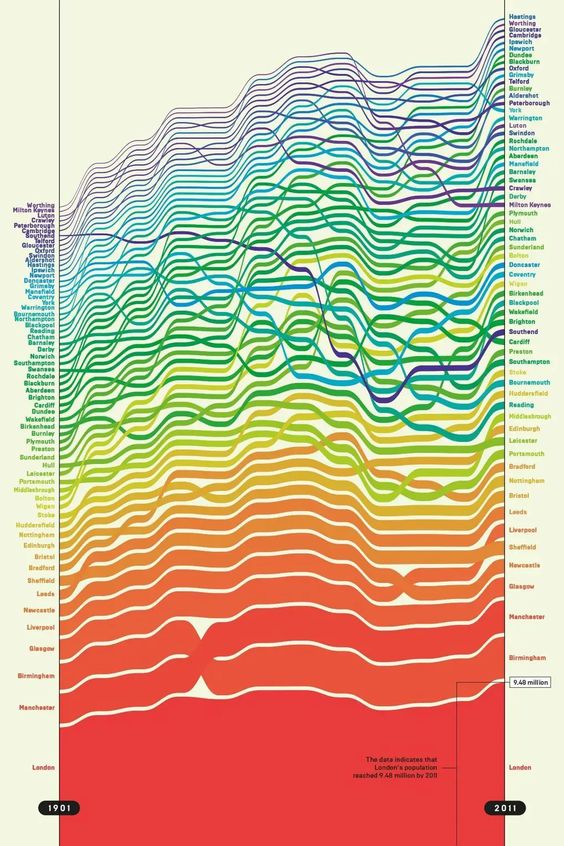 Worthing
Milton Keynes
Luton
Crawley
Peterborough
Cambridge
Southend
Telford
Gloucester
Oxford
Swindon
Aldershot
Hastings
Ipswich
Newport
Doncaster
Grimsby
Mansfield
Coventry
York
Warrington
Bournemouth
Northampton
Blackpool
Reading
Chatham
Barnsley
Derby
Norwich
Southampton
Swansea
Rochdale
Blackburn
Aberdeen
Brighton
Cardiff
Dundee
Wakefield
Birkenhead
Burnley
Plymouth
Preston
Sunderland
Hull
Leicester
Portsmouth
Middlesbrough
Bolton
Wigan
Stoke
Huddersfield
Nottingham
Edinburgh
Bristol
Bradford
Sheffield
Leeds
Newcastle
Liverpool
Glasgow
Birmingham
Manchester
London
1901
Hastings
Worthing
Gloucester
Cambridge
Ipswich
Newport
Dundee
Blackburn
Oxford
Grimsby
Telford
Burnley
Aldershot
Peterborough
York
Warrington
Luton
Swindon
Rochdale
Northampton
Aberdeen
Mansfield
Barnsley
Swansea
Crawley
Derby
Milton Keynes
Plymouth
Hull
Norwich
Chatham
Sunderland
Bolton
Doncaster
Coventry
Wigan
Birkenhead
Blackpool
Wakefield
Brighton
Southend
Cardiff
Preston
Southampton
Stoke
Bournemouth
Huddersfield
Reading
Middlesbrough
Edinburgh
Leicester
Portsmouth
Bradford
Nottingham
Bristol
Leeds
Liverpool
Sheffield
Newcastle
Glasgow
Manchester
Birmingham
9.48 million
The data indicates that
London's population
reached 9.48 million by 2011
London
2011